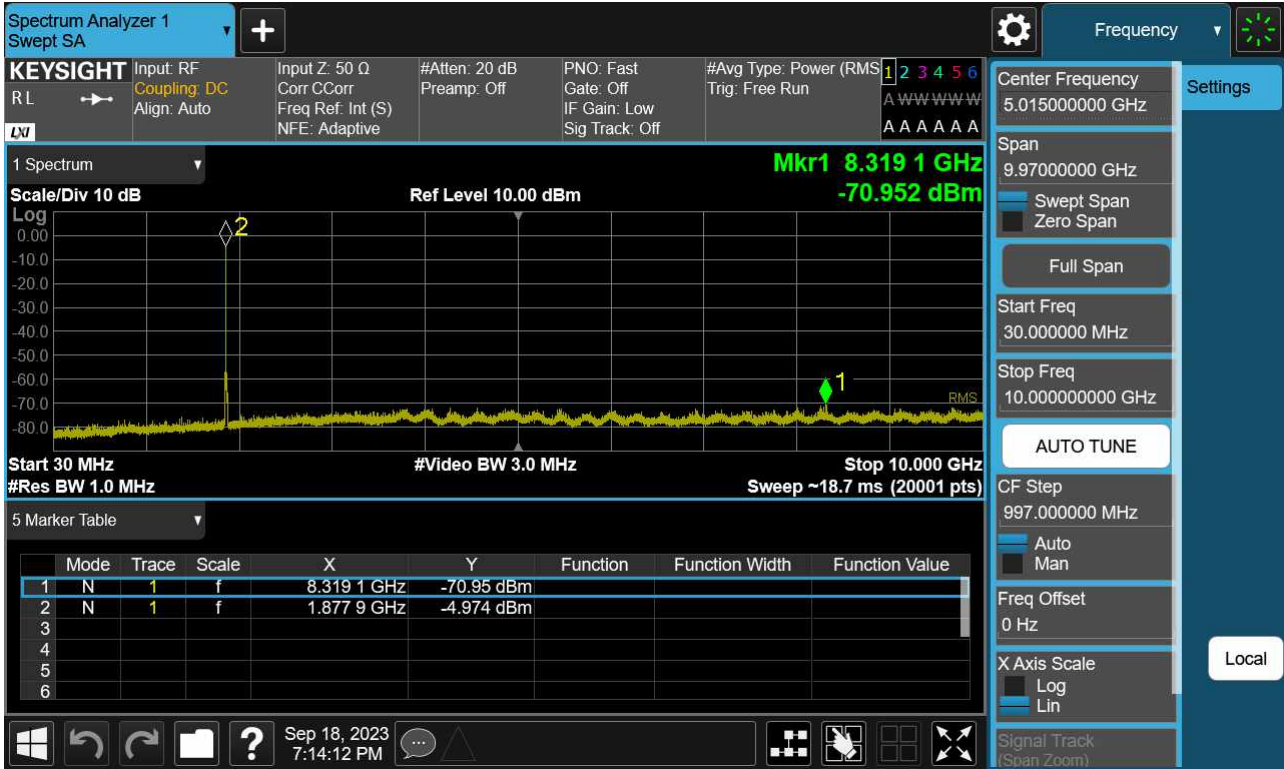 Spectrum Analyzer 1
Swept SA
Frequency
KEYSIGHT
RL
LXI
Input: RF
Coupling: DC
Align: Auto
Input Z: 50 Ω
Corr CCorr
Freq Ref: Int (S)
NFE: Adaptive
#Atten: 20 dB
Preamp: Off
PNO: Fast
Gate: Off
IF Gain: Low
Sig Track: Off
#Avg Type: Power (RMS
Trig: Free Run
1 2 3 4 5 6
A W W W W W
A A A A A A
1 Spectrum
Mkr1 8.319 1 GHz
Scale/Div 10 dB
Ref Level 10.00 dBm
-70.952 dBm
Log
0.00
-10.0
-20.0
-30.0
-40.0
-50.0
-60.0
-70.0
-80.0
2
1
RMS
Start 30 MHz
#Video BW 3.0 MHz
Stop 10.000 GHz
#Res BW 1.0 MHz
Sweep ~18.7 ms (20001 pts)
5 Marker Table
Mode Trace Scale X Y Function Function Width Function Value
1 N 1 f 8.319 1 GHz -70.95 dBm
2 N 1 f 1.877 9 GHz -4.974 dBm
3
4
5
6
Sep 18, 2023
7:14:12 PM
Center Frequency
5.015000000 GHz
Span
9.97000000 GHz
Swept Span
Zero Span
Full Span
Start Freq
30.000000 MHz
Stop Freq
10.000000000 GHz
AUTO TUNE
CF Step
997.000000 MHz
Auto
Man
Freq Offset
0 Hz
X Axis Scale
Log
Lin
Signal Track
(Span Zoom)
Settings
Local